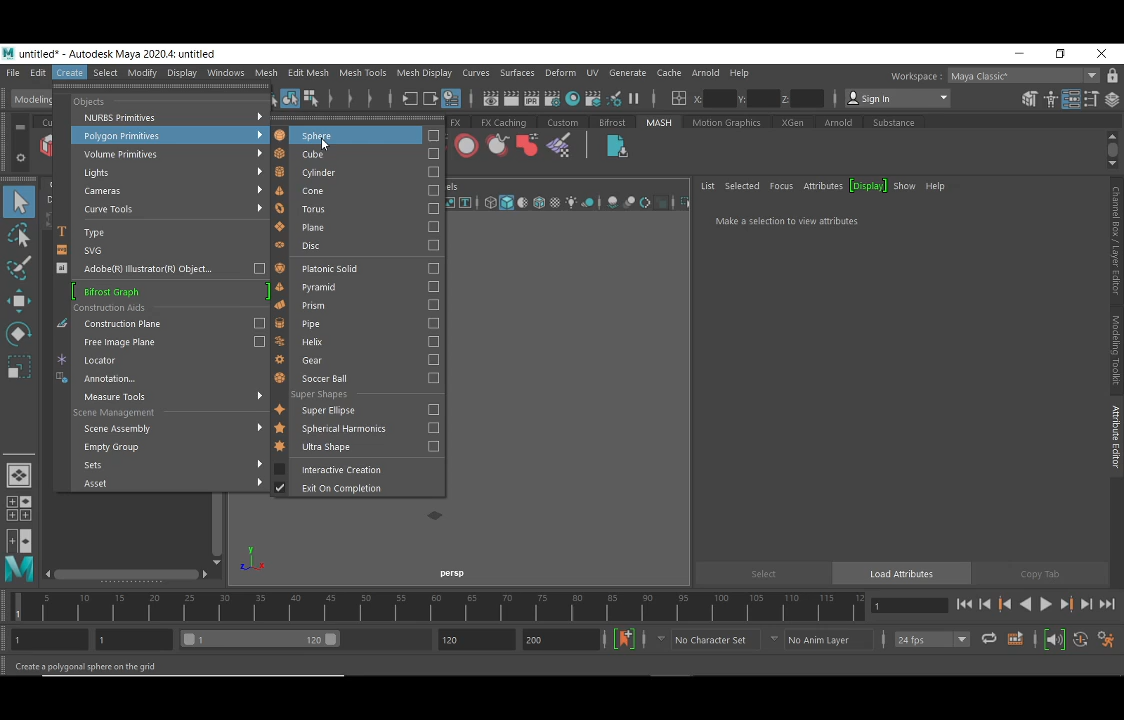 untitled* - Autodesk Maya 2020.4: untitled
File Edit Create Select Modify Display Windows Mesh Edit Mesh Mesh Tools Mesh Display Curves Surfaces Deform UV Generate Cache Arnold Help
Workspace : Maya Classic*
Modeling X: Y: Z: Sign In
FX FX Caching Custom Bifrost MASH Motion Graphics XGen Arnold Substance
Objects
NURBS Primitives
Polygon Primitives
Volume Primitives
Lights
Cameras
Curve Tools
Type
SVG
Adobe(R) Illustrator(R) Object...
Bifrost Graph
Construction Aids
Construction Plane
Free Image Plane
Locator
Annotation...
Measure Tools
Scene Management
Scene Assembly
Empty Group
Sets
Asset
Sphere
Cube
Cylinder
Cone
Torus
Plane
Disc
Platonic Solid
Pyramid
Prism
Pipe
Helix
Gear
Soccer Ball
Super Shapes
Super Ellipse
Spherical Harmonics
Ultra Shape
Interactive Creation
Exit On Completion
y
z x
persp
List Selected Focus Attributes Display Show Help
Make a selection to view attributes
Select Load Attributes Copy Tab
Channel Box / Layer Editor
Modeling Toolkit
Attribute Editor
5 10 15 20 25 30 35 40 45 50 55 60 65 70 75 80 85 90 95 100 105 110 115 12
1 1
1 1 1 120 120 200 No Character Set No Anim Layer 24 fps
Create a polygonal sphere on the grid